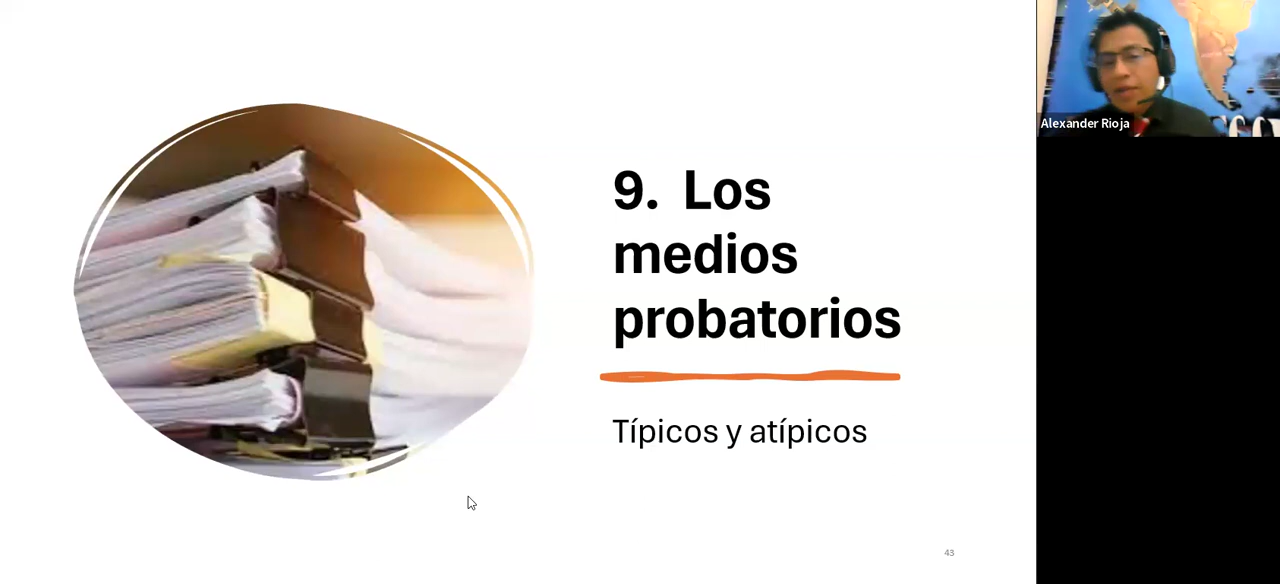 9. Los
medios
probatorios
Típicos y atípicos
43
Alexander Rioja